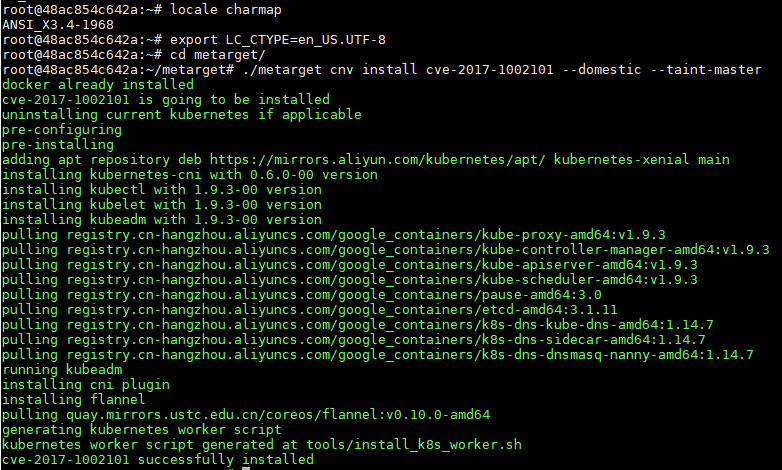 root@48ac854c642a:~# locale charmap
ANSI_X3.4-1968
root@48ac854c642a:~# export LC_CTYPE=en_US.UTF-8
root@48ac854c642a:~# cd metarget/
root@48ac854c642a:~/metarget# ./metarget cnv install cve-2017-1002101 --domestic --taint-master
docker already installed
cve-2017-1002101 is going to be installed
uninstalling current kubernetes if applicable
pre-configuring
pre-installing
adding apt repository deb https://mirrors.aliyun.com/kubernetes/apt/ kubernetes-xenial main
installing kubernetes-cni with 0.6.0-00 version
installing kubectl with 1.9.3-00 version
installing kubelet with 1.9.3-00 version
installing kubeadm with 1.9.3-00 version
pulling registry.cn-hangzhou.aliyuncs.com/google_containers/kube-proxy-amd64:v1.9.3
pulling registry.cn-hangzhou.aliyuncs.com/google_containers/kube-controller-manager-amd64:v1.9.3
pulling registry.cn-hangzhou.aliyuncs.com/google_containers/kube-apiserver-amd64:v1.9.3
pulling registry.cn-hangzhou.aliyuncs.com/google_containers/kube-scheduler-amd64:v1.9.3
pulling registry.cn-hangzhou.aliyuncs.com/google_containers/pause-amd64:3.0
pulling registry.cn-hangzhou.aliyuncs.com/google_containers/etcd-amd64:3.1.11
pulling registry.cn-hangzhou.aliyuncs.com/google_containers/k8s-dns-kube-dns-amd64:1.14.7
pulling registry.cn-hangzhou.aliyuncs.com/google_containers/k8s-dns-sidecar-amd64:1.14.7
pulling registry.cn-hangzhou.aliyuncs.com/google_containers/k8s-dns-dnsmasq-nanny-amd64:1.14.7
running kubeadm
installing cni plugin
installing flannel
pulling quay.mirrors.ustc.edu.cn/coreos/flannel:v0.10.0-amd64
generating kubernetes worker script
kubernetes worker script generated at tools/install_k8s_worker.sh
cve-2017-1002101 successfully installed